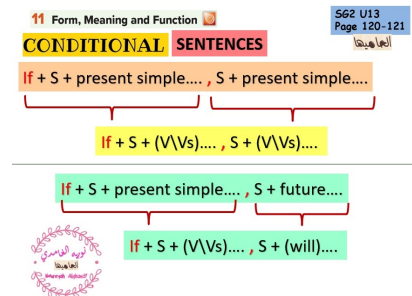 11 Form, Meaning and Function
SG2 U13
Page 120-121
CONDITIONAL SENTENCES
If + S + present simple.... , S + present simple....
If + S + (V\Vs).... , S + (V\Vs)....
If + S + present simple.... , S + future....
If + S + (V\Vs).... , S + (will)....